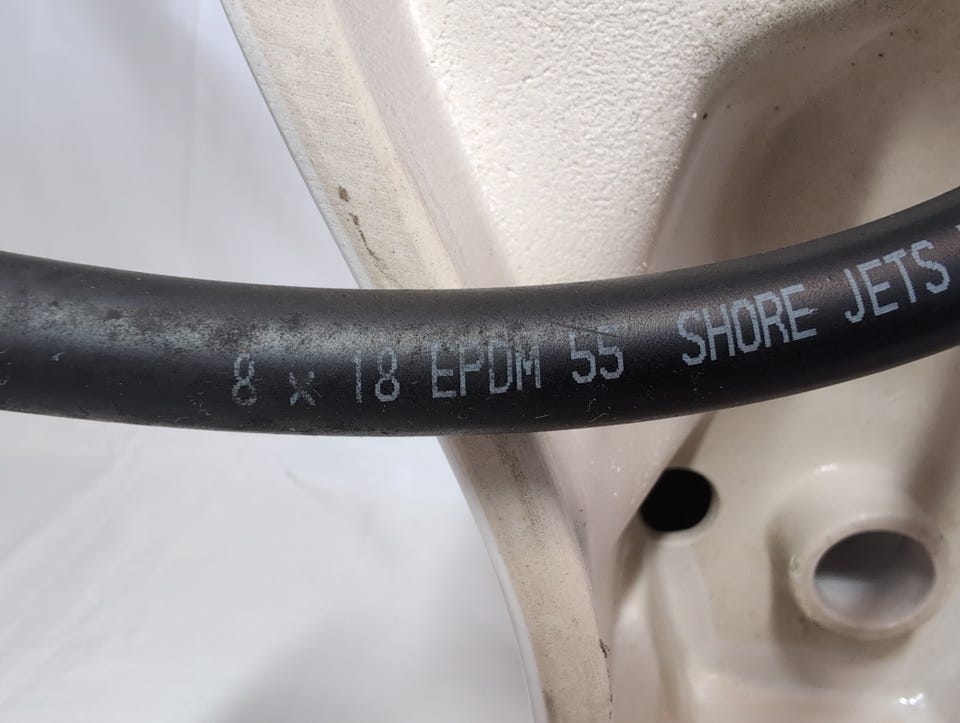 8 x 18 EPDM 55 SHORE JETS